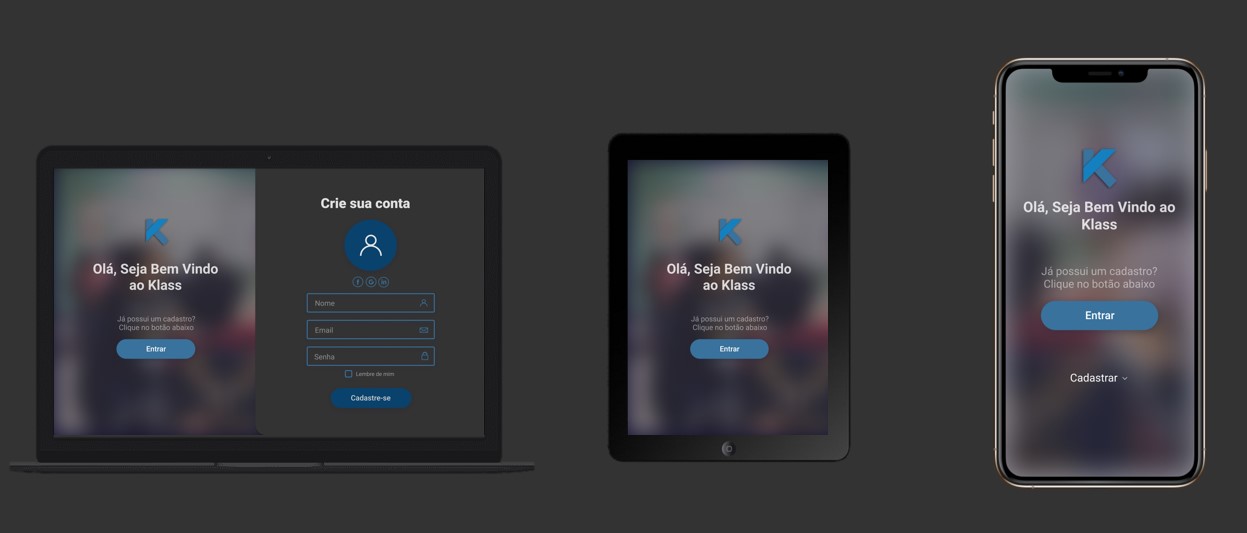 Olá, Seja Bem Vindo
ao Klass
Já possui um cadastro?
Clique no botão abaixo
Entrar
Crie sua conta
f
G
in
Nome
Email
Senha
Lembre de mim
Cadastre-se
Olá, Seja Bem Vindo
ao Klass
Já possui um cadastro?
Clique no botão abaixo
Entrar
Olá, Seja Bem Vindo ao
Klass
Já possui um cadastro?
Clique no botão abaixo
Entrar
Cadastrar